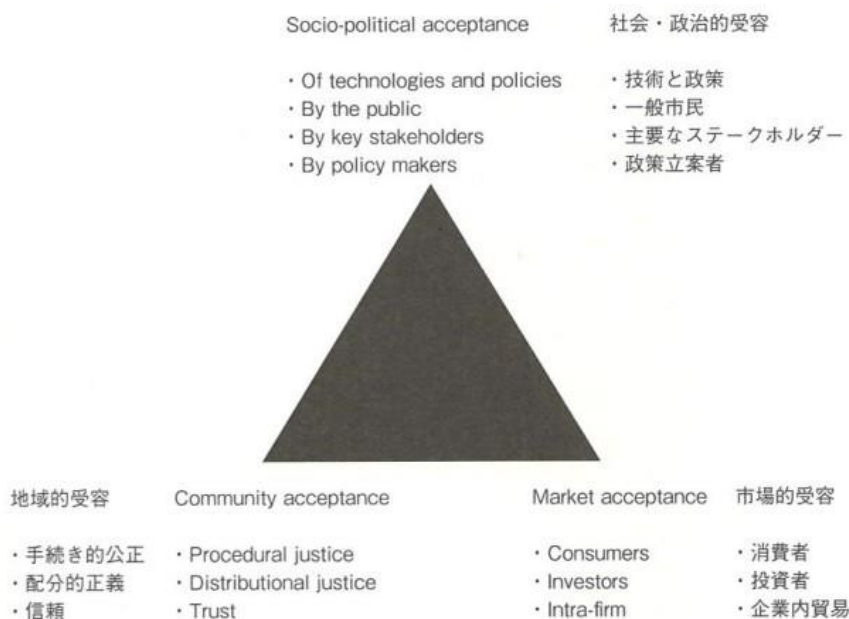 Socio-political acceptance 社会・政治的受容
・Of technologies and policies ・技術と政策
・By the public ・一般市民
・By key stakeholders ・主要なステークホルダー
・By policy makers ・政策立案者
地域的受容 Community acceptance Market acceptance 市場的受容
・手続き的公正 ・Procedural justice ・Consumers ・消費者
・配分的正義 ・Distributional justice ・Investors ・投資者
・信頼 ・Trust ・Intra-firm ・企業内貿易